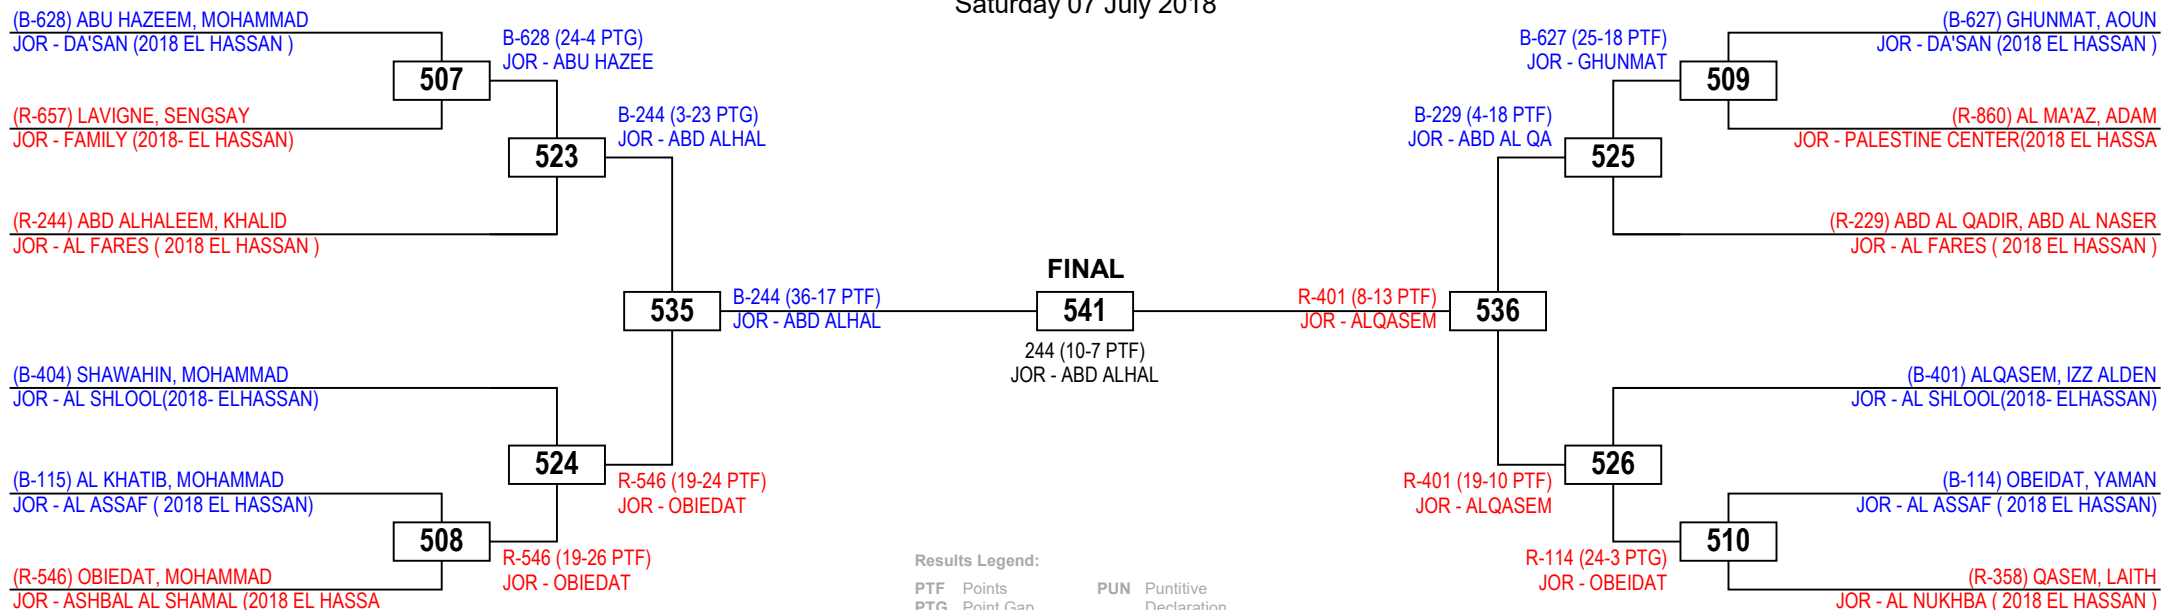 Saturday 07 July 2018
(B-628) ABU HAZEEM, MOHAMMAD
JOR - DA'SAN (2018 EL HASSAN )
507
(R-657) LAVIGNE, SENGSAY
JOR - FAMILY (2018- EL HASSAN)
B-628 (24-4 PTG)
JOR - ABU HAZEE
523
(R-244) ABD ALHALEEM, KHALID
JOR - AL FARES ( 2018 EL HASSAN )
B-244 (3-23 PTG)
JOR - ABD ALHAL
535
B-244 (36-17 PTF)
JOR - ABD ALHAL
(B-404) SHAWAHIN, MOHAMMAD
JOR - AL SHLOOL(2018- ELHASSAN)
524
(B-115) AL KHATIB, MOHAMMAD
JOR - AL ASSAF ( 2018 EL HASSAN)
508
(R-546) OBIEDAT, MOHAMMAD
JOR - ASHBAL AL SHAMAL (2018 EL HASSA
R-546 (19-26 PTF)
JOR - OBIEDAT
R-546 (19-24 PTF)
JOR - OBIEDAT
FINAL
541
244 (10-7 PTF)
JOR - ABD ALHAL
R-401 (8-13 PTF)
JOR - ALQASEM
536
B-229 (4-18 PTF)
JOR - ABD AL QA
525
B-627 (25-18 PTF)
JOR - GHUNMAT
509
(B-627) GHUNMAT, AOUN
JOR - DA'SAN (2018 EL HASSAN )
(R-860) AL MA'AZ, ADAM
JOR - PALESTINE CENTER(2018 EL HASSA
(R-229) ABD AL QADIR, ABD AL NASER
JOR - AL FARES ( 2018 EL HASSAN )
(B-401) ALQASEM, IZZ ALDEN
JOR - AL SHLOOL(2018- ELHASSAN)
526
R-401 (19-10 PTF)
JOR - ALQASEM
(B-114) OBEIDAT, YAMAN
JOR - AL ASSAF ( 2018 EL HASSAN)
510
R-114 (24-3 PTG)
JOR - OBEIDAT
(R-358) QASEM, LAITH
JOR - AL NUKHBA ( 2018 EL HASSAN )
Results Legend:
PTF Points PUN Puntitive
PTG Point Gap Declaration